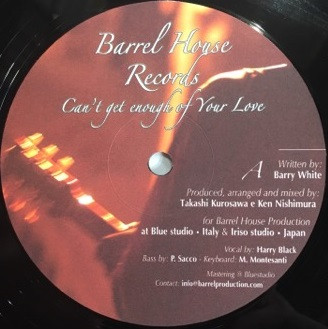 Barrel House
Records
Can't get enough of Your Love
A
Written by:
Barry White
Produced, arranged and mixed by:
Takashi Kurosawa e Ken Nishimura
for Barrel House Production
at Blue studio • Italy & Iriso studio • Japan
Vocal by: Harry Black
Bass by: P. Sacco - Keyboard: M. Montesanti
Mastering @ Bluestudio
Contact: info@barrelproduction.com